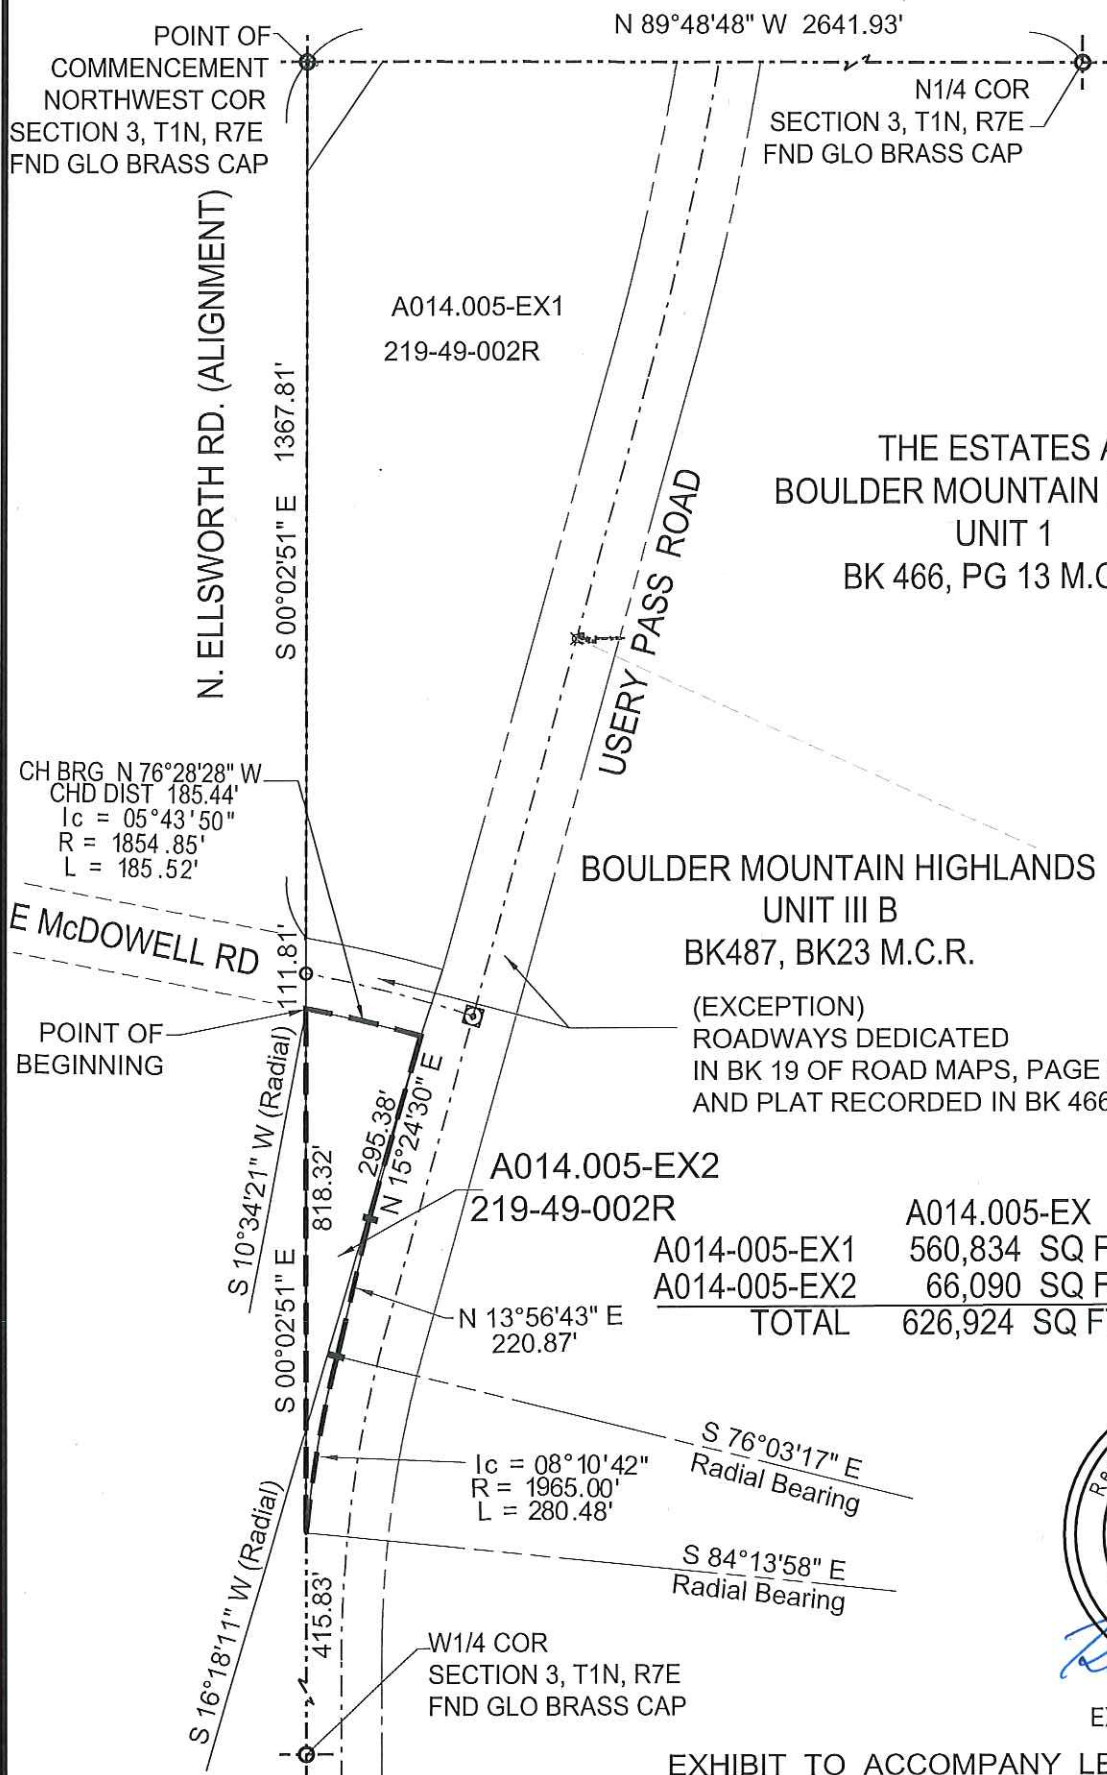 N 89°48'48" W 2641.93'
POINT OF
COMMENCEMENT
NORTHWEST COR
SECTION 3, T1N, R7E
FND GLO BRASS CAP
N1/4 COR
SECTION 3, T1N, R7E
FND GLO BRASS CAP
N. ELLSWORTH RD. (ALIGNMENT)
S 00°02'51" E 1367.81'
A014.005-EX1
219-49-002R
THE ESTATES A
BOULDER MOUNTAIN
UNIT 1
BK 466, PG 13 M.C
USERY PASS ROAD
CH BRG N 76°28'28" W
CHD DIST 185.44'
Ic = 05°43'50"
R = 1854.85'
L = 185.52'
E McDOWELL RD
111.81'
BOULDER MOUNTAIN HIGHLANDS
UNIT III B
BK487, BK23 M.C.R.
(EXCEPTION)
ROADWAYS DEDICATED
IN BK 19 OF ROAD MAPS, PAGE
AND PLAT RECORDED IN BK 466
POINT OF
BEGINNING
S 10°34'21" W (Radial)
S 00°02'51" E 818.32'
295.38'
N 15°24'30" E
A014.005-EX2
219-49-002R
A014.005-EX
A014-005-EX1 560,834 SQ F
A014-005-EX2 66,090 SQ F
TOTAL 626,924 SQ FT
N 13°56'43" E
220.87'
S 76°03'17" E
Radial Bearing
Ic = 08°10'42"
R = 1965.00'
L = 280.48'
S 84°13'58" E
Radial Bearing
S 16°18'11" W (Radial)
415.83'
W1/4 COR
SECTION 3, T1N, R7E
FND GLO BRASS CAP
EXHIBIT TO ACCOMPANY LE